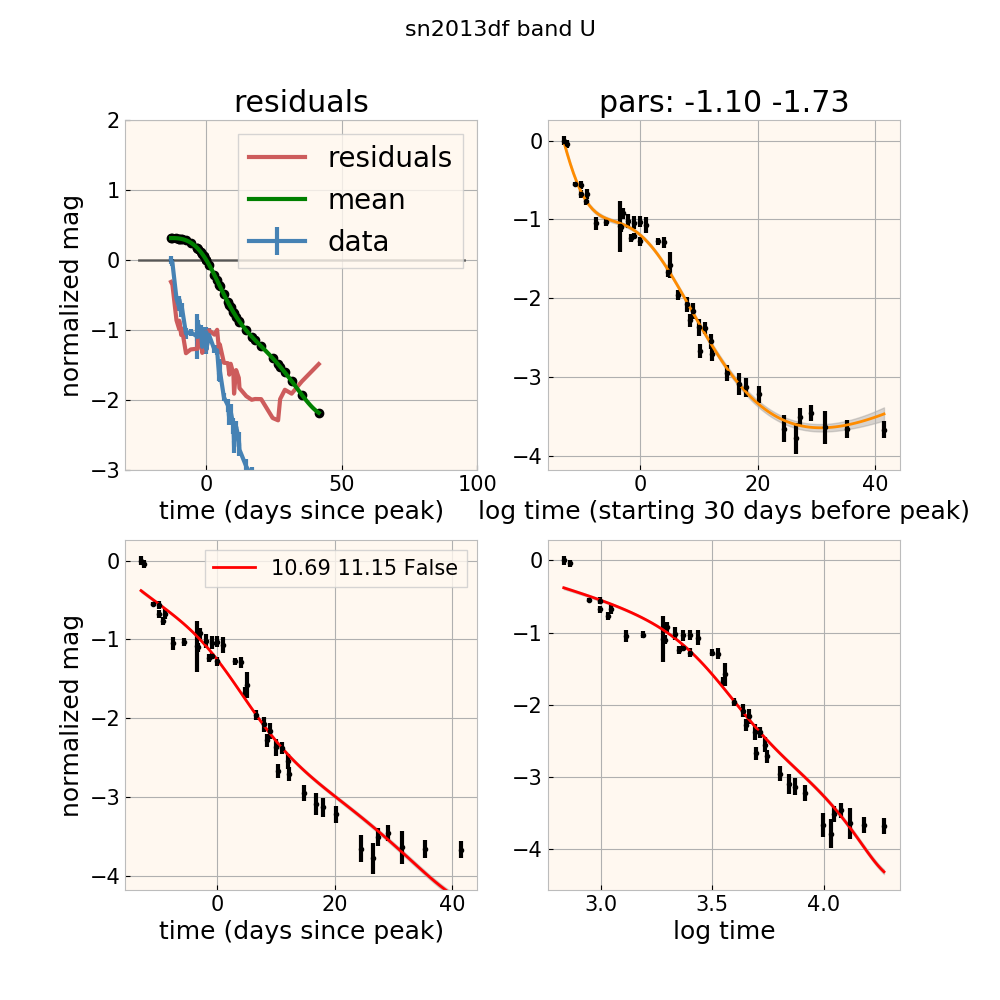 sn2013df band U
residuals
pars: -1.10 -1.73
normalized mag
2
1
0
−1
−2
−3
residuals
mean
data
0
50
100
time (days since peak)
0
−1
−2
−3
−4
0
20
40
log time (starting 30 days before peak)
normalized mag
0
−1
−2
−3
−4
10.69 11.15 False
0
20
40
time (days since peak)
0
−1
−2
−3
−4
3.0
3.5
4.0
log time